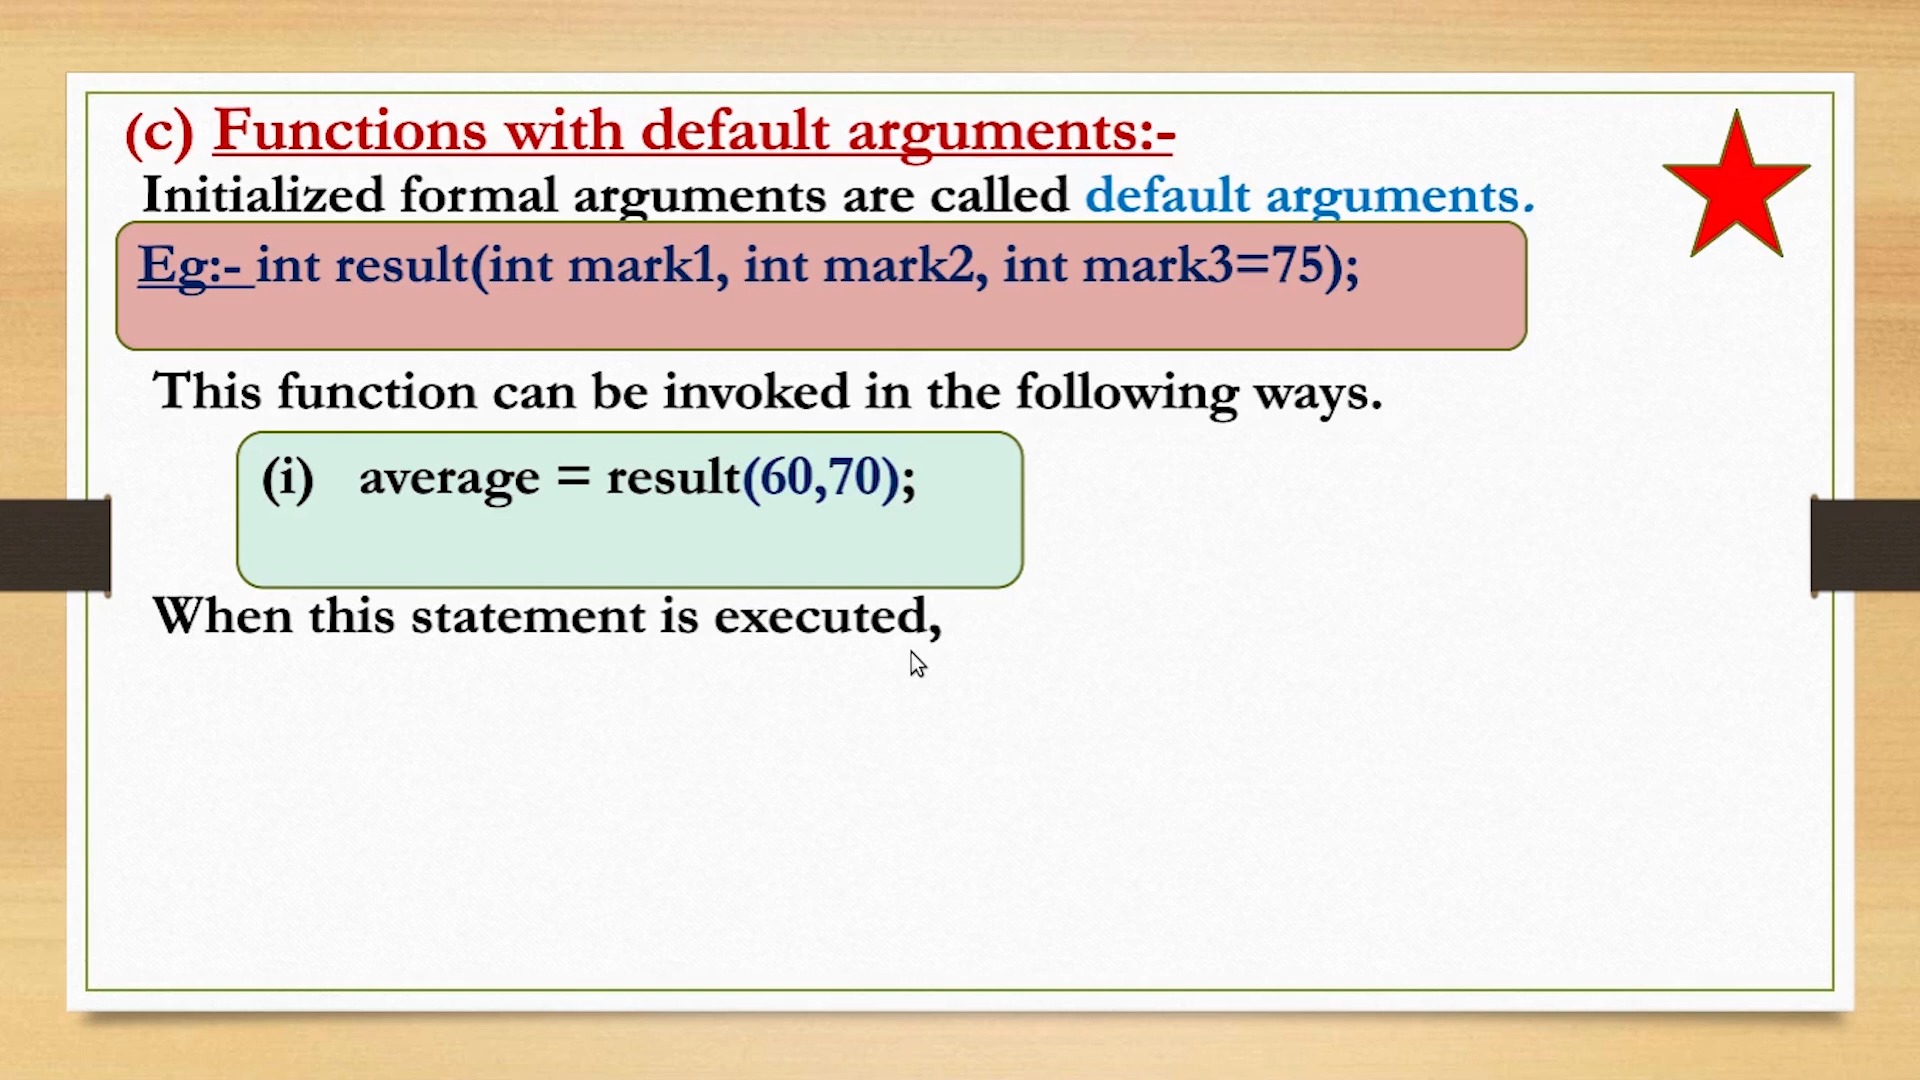 (c) Functions with default arguments:-
Initialized formal arguments are called default arguments.
Eg:- int result(int mark1, int mark2, int mark3=75);
This function can be invoked in the following ways.
(i) average = result(60,70);
When this statement is executed,